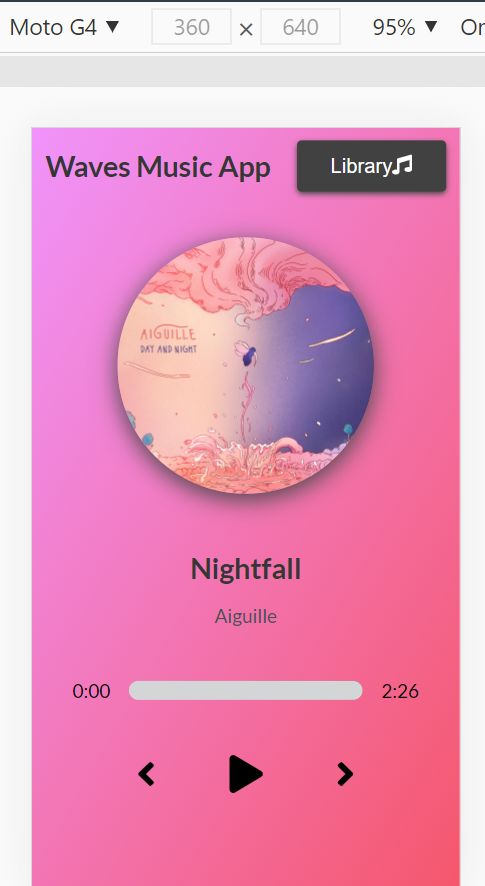 Moto G4 ▼ 360 × 640 95% ▼ On
Waves Music App Library
AIGUILLE
DAY AND NIGHT
Nightfall
Aiguille
0:00 2:26